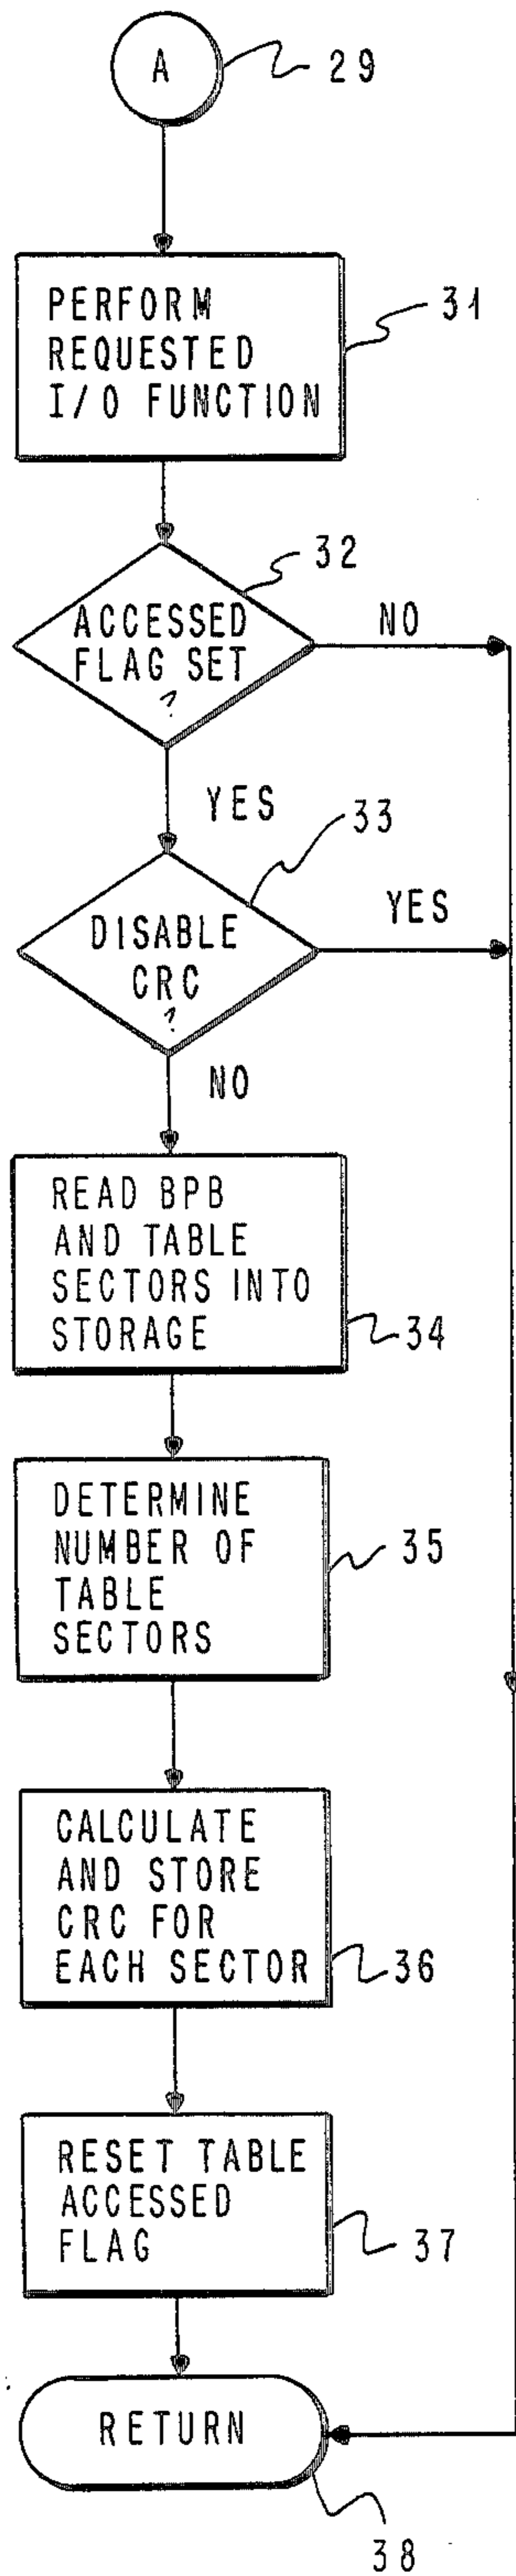 A
29
PERFORM
REQUESTED
I/O FUNCTION
31
32
ACCESSED
FLAG SET
?
NO
YES
33
DISABLE
CRC
?
YES
NO
READ BPB
AND TABLE
SECTORS INTO
STORAGE
34
DETERMINE
NUMBER OF
TABLE
SECTORS
35
CALCULATE
AND STORE
CRC FOR
EACH SECTOR
36
RESET TABLE
ACCESSED
FLAG
37
RETURN
38